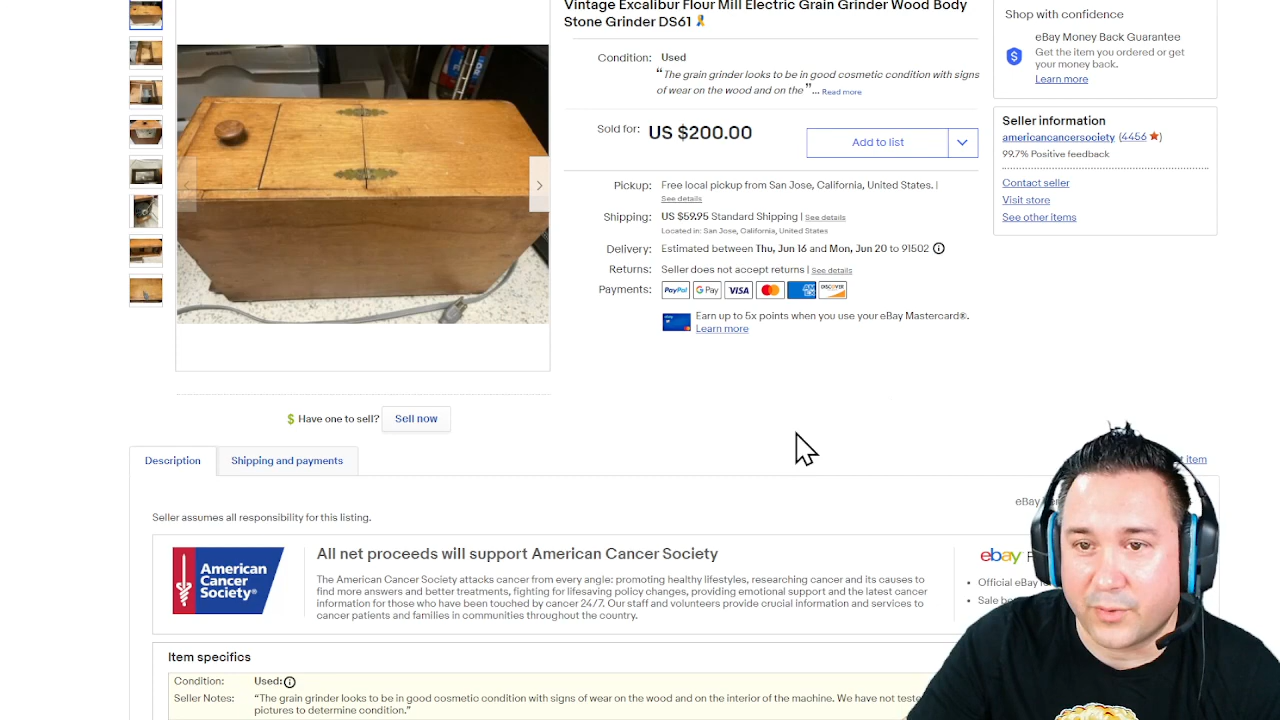 Vintage Excalibur Flour Mill Electric Grain Grinder Wood Body
Stone Grinder DS61
Condition: Used
“The grain grinder looks to be in good cosmetic condition with signs
of wear on the wood and on the ”... Read more
Sold for: US $200.00
Add to list
Pickup: Free local pickup from San Jose, California, United States. |
See details
Shipping: US $59.95 Standard Shipping | See details
Located in: San Jose, California, United States
Delivery: Estimated between Thu, Jun 16 and Mon, Jun 20 to 91502
Returns: Seller does not accept returns | See details
Payments: PayPal G Pay VISA DISCOVER
Earn up to 5x points when you use your eBay Mastercard®.
Learn more
Shop with confidence
eBay Money Back Guarantee
Get the item you ordered or get
your money back.
Learn more
Seller information
americancancersociety (4456)
99.7% Positive feedback
Contact seller
Visit store
See other items
$ Have one to sell? Sell now
Description Shipping and payments
item
eBay
Seller assumes all responsibility for this listing.
American
Cancer
Society®
All net proceeds will support American Cancer Society
The American Cancer Society attacks cancer from every angle: promoting healthy lifestyles, researching cancer and its causes to
find more answers and better treatments, fighting for lifesaving policy changes, providing emotional support and the latest cancer
information for those who have been touched by cancer 24/7. Our staff and volunteers provide crucial information and services to
cancer patients and families in communities throughout the country.
ebay
• Official eBay
• Sale
Item specifics
Condition: Used:
Seller Notes: “The grain grinder looks to be in good cosmetic condition with signs of wear on the wood and on the interior of the machine. We have not
pictures to determine condition.”